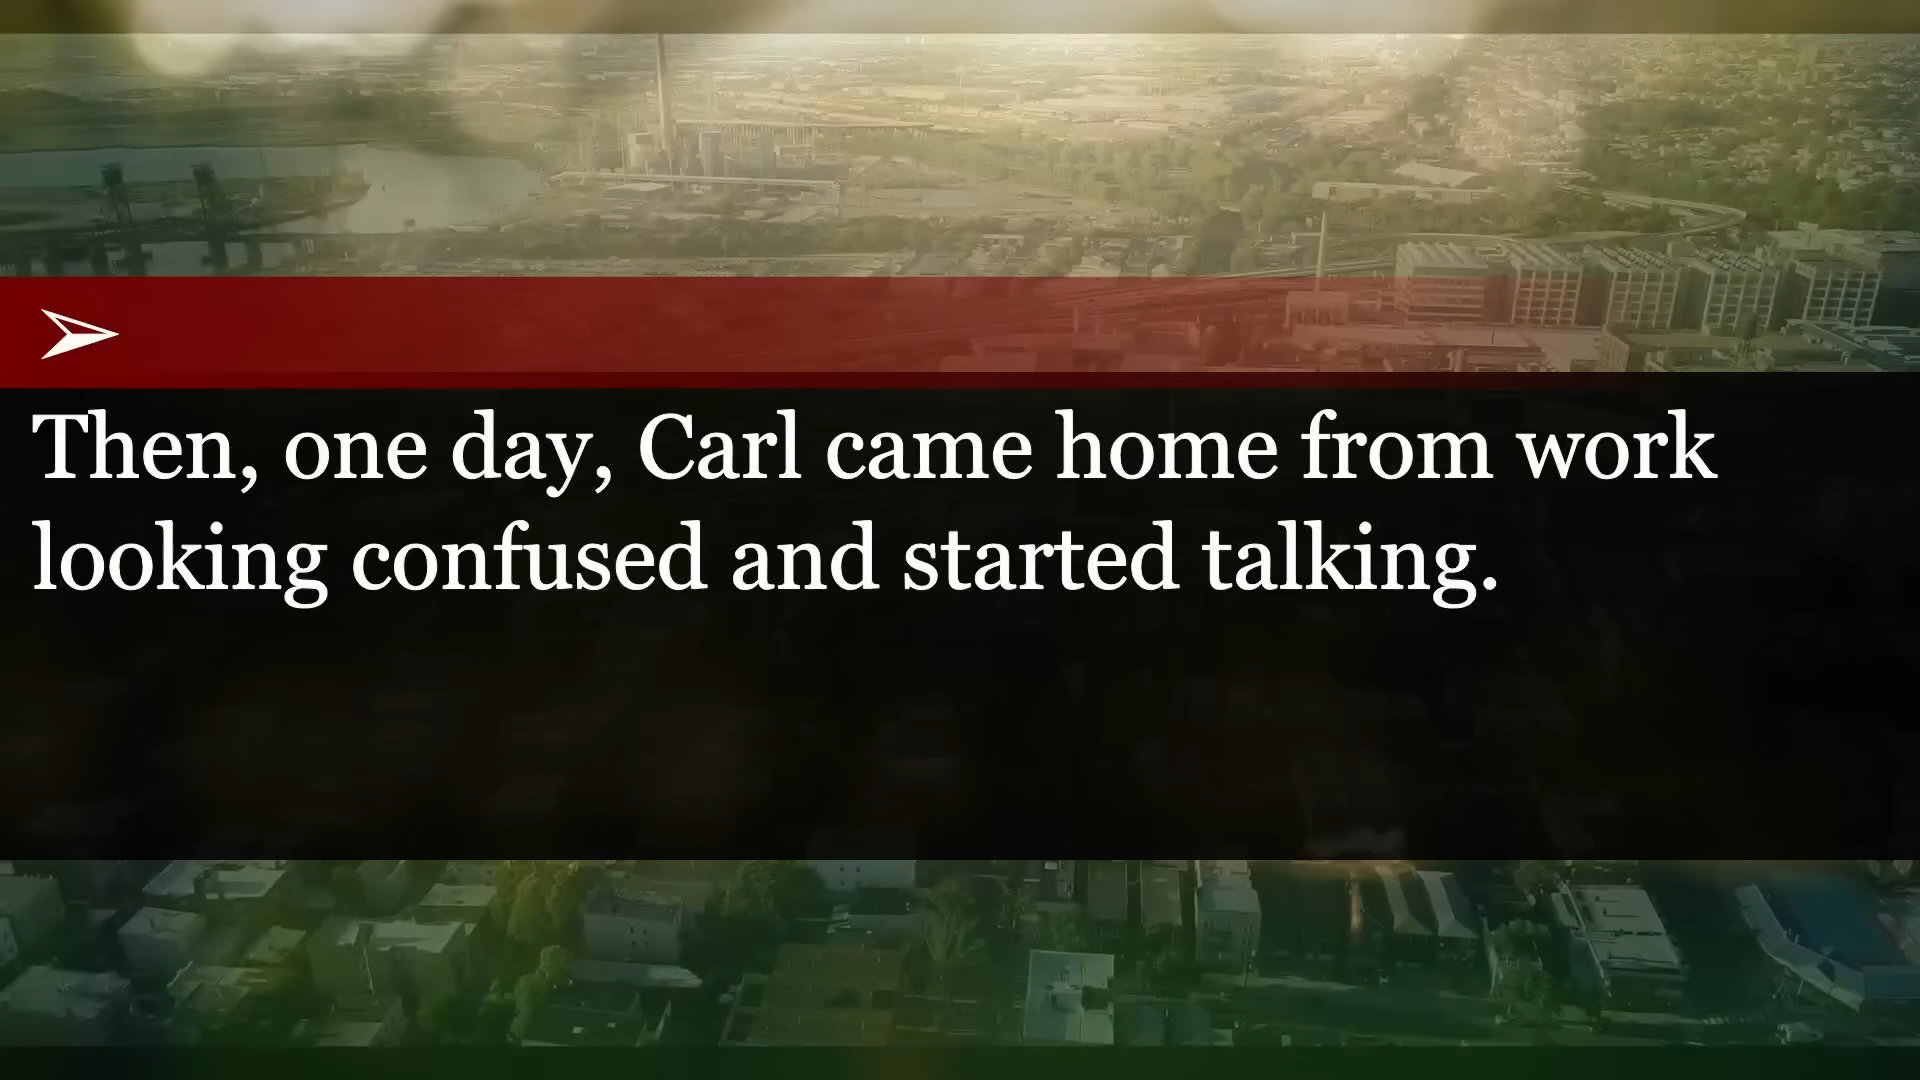 Then, one day, Carl came home from work
looking confused and started talking.